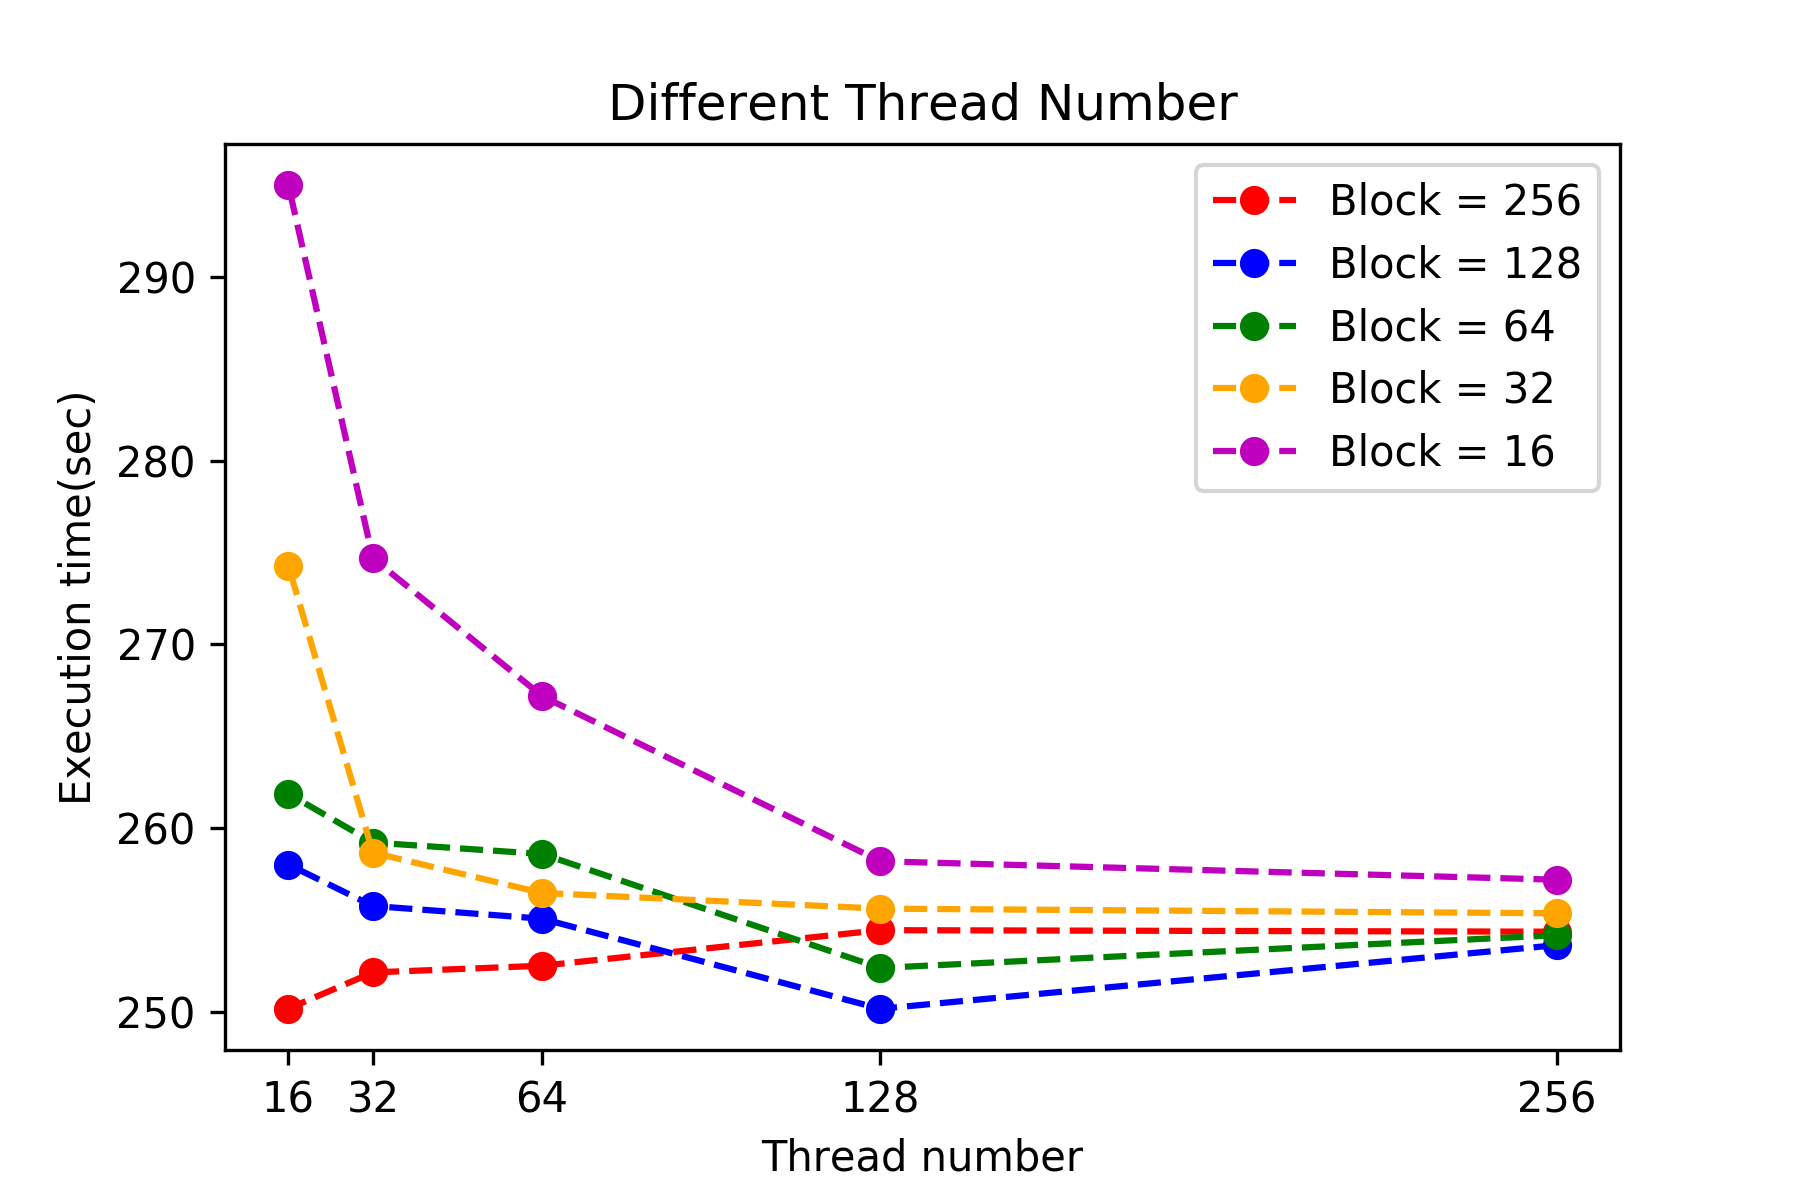 Different Thread Number
Block = 256
Block = 128
Block = 64
Block = 32
Block = 16
Execution time(sec)
290
280
270
260
250
16 32 64 128 256
Thread number